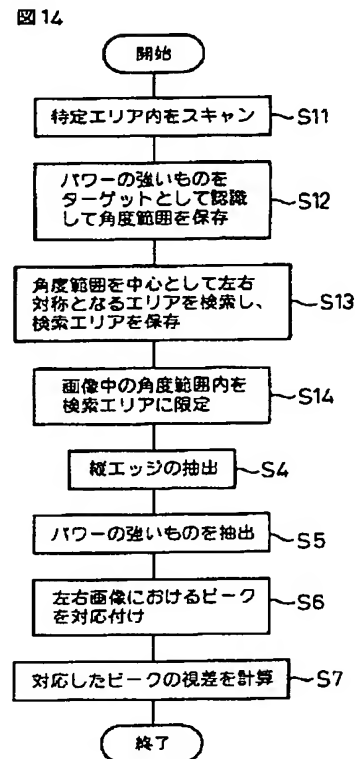 図14
開始
特定エリア内をスキャン
S11
パワーの強いものを
ターゲットとして認識
して角度範囲を保存
S12
角度範囲を中心として左右
対称となるエリアを検索し、
検索エリアを保存
S13
画像中の角度範囲内を
検索エリアに限定
S14
縦エッジの抽出
S4
パワーの強いものを抽出
S5
左右画像におけるピーク
を対応付け
S6
対応したピークの視差を計算
S7
終了